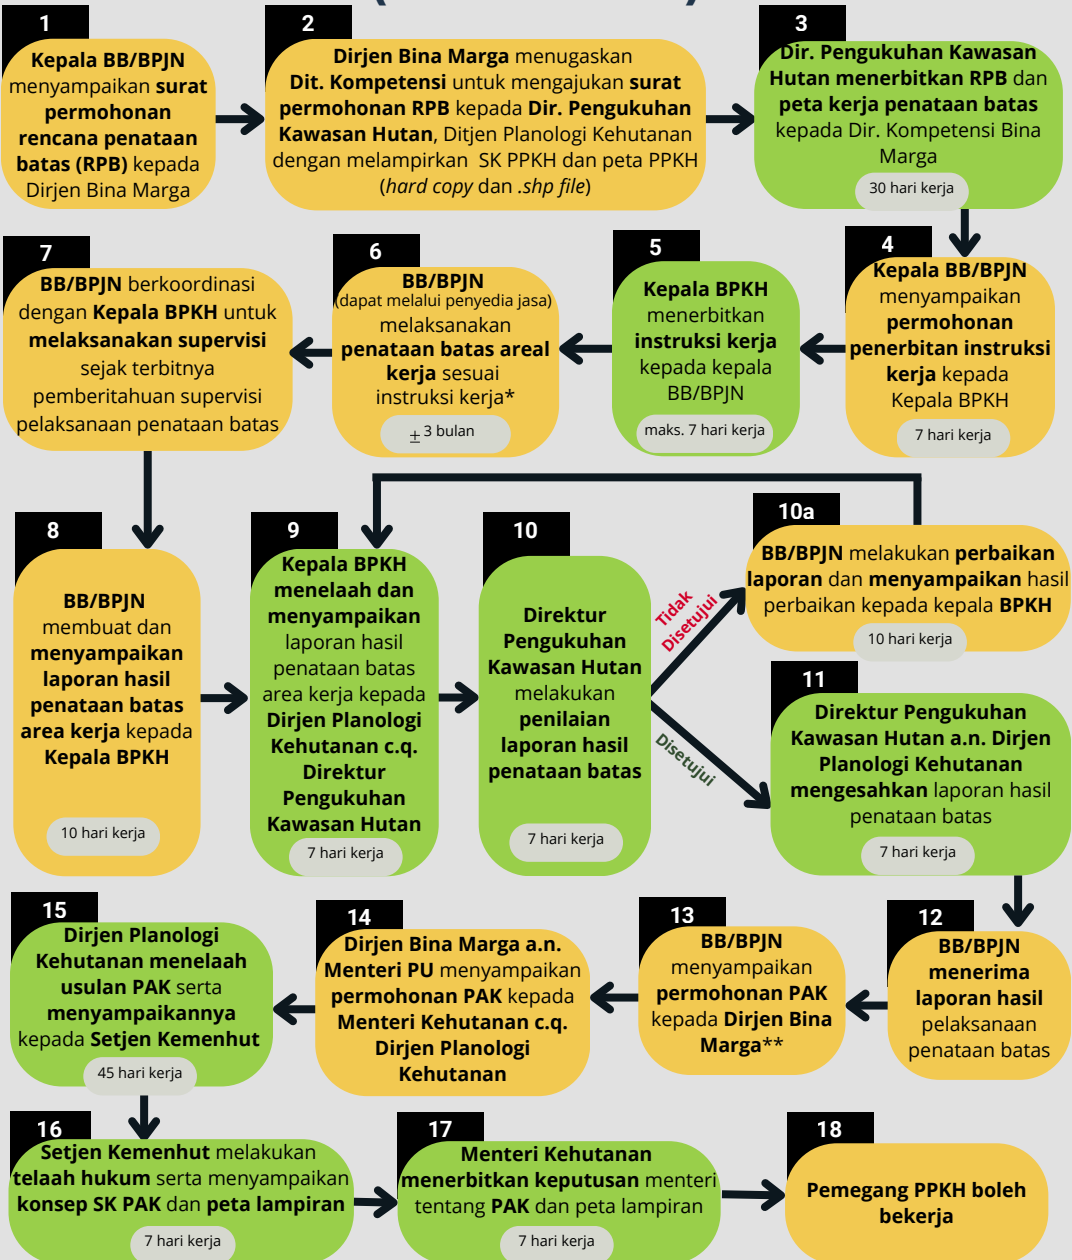 1
Kepala BB/BPJN
menyampaikan surat
permohonan
rencana penataan
batas (RPB) kepada
Dirjen Bina Marga
2
Dirjen Bina Marga menugaskan
Dit. Kompetensi untuk mengajukan surat
permohonan RPB kepada Dir. Pengukuhan
Kawasan Hutan, Ditjen Planologi Kehutanan
dengan melampirkan SK PPKH dan peta PPKH
(hard copy dan .shp file)
3
Dir. Pengukuhan Kawasan
Hutan menerbitkan RPB dan
peta kerja penataan batas
kepada Dir. Kompetensi Bina
Marga
30 hari kerja
4
Kepala BB/BPJN
menyampaikan
permohonan
penerbitan instruksi
kerja kepada
Kepala BPKH
7 hari kerja
5
Kepala BPKH
menerbitkan
instruksi kerja
kepada kepala
BB/BPJN
maks. 7 hari kerja
6
BB/BPJN
(dapat melalui penyedia jasa)
melaksanakan
penataan batas areal
kerja sesuai
instruksi kerja*
± 3 bulan
7
BB/BPJN berkoordinasi
dengan Kepala BPKH untuk
melaksanakan supervisi
sejak terbitnya
pemberitahuan supervisi
pelaksanaan penataan batas
8
BB/BPJN
membuat dan
menyampaikan
laporan hasil
penataan batas
area kerja kepada
Kepala BPKH
10 hari kerja
9
Kepala BPKH
menelaah dan
menyampaikan
laporan hasil
penataan batas
area kerja kepada
Dirjen Planologi
Kehutanan c.q.
Direktur
Pengukuhan
Kawasan Hutan
7 hari kerja
10
Direktur
Pengukuhan
Kawasan Hutan
melakukan
penilaian
laporan hasil
penataan batas
7 hari kerja
Tidak
Disetujui
Disetujui
10a
BB/BPJN melakukan perbaikan
laporan dan menyampaikan hasil
perbaikan kepada kepala BPKH
10 hari kerja
11
Direktur Pengukuhan
Kawasan Hutan a.n. Dirjen
Planologi Kehutanan
mengesahkan laporan hasil
penataan batas
7 hari kerja
12
BB/BPJN
menerima
laporan hasil
pelaksanaan
penataan batas
13
BB/BPJN
menyampaikan
permohonan PAK
kepada Dirjen Bina
Marga**
14
Dirjen Bina Marga a.n.
Menteri PU menyampaikan
permohonan PAK kepada
Menteri Kehutanan c.q.
Dirjen Planologi
Kehutanan
15
Dirjen Planologi
Kehutanan menelaah
usulan PAK serta
menyampaikannya
kepada Setjen Kemenhut
45 hari kerja
16
Setjen Kemenhut melakukan
telaah hukum serta menyampaikan
konsep SK PAK dan peta lampiran
7 hari kerja
17
Menteri Kehutanan
menerbitkan keputusan menteri
tentang PAK dan peta lampiran
7 hari kerja
18
Pemegang PPKH boleh
bekerja